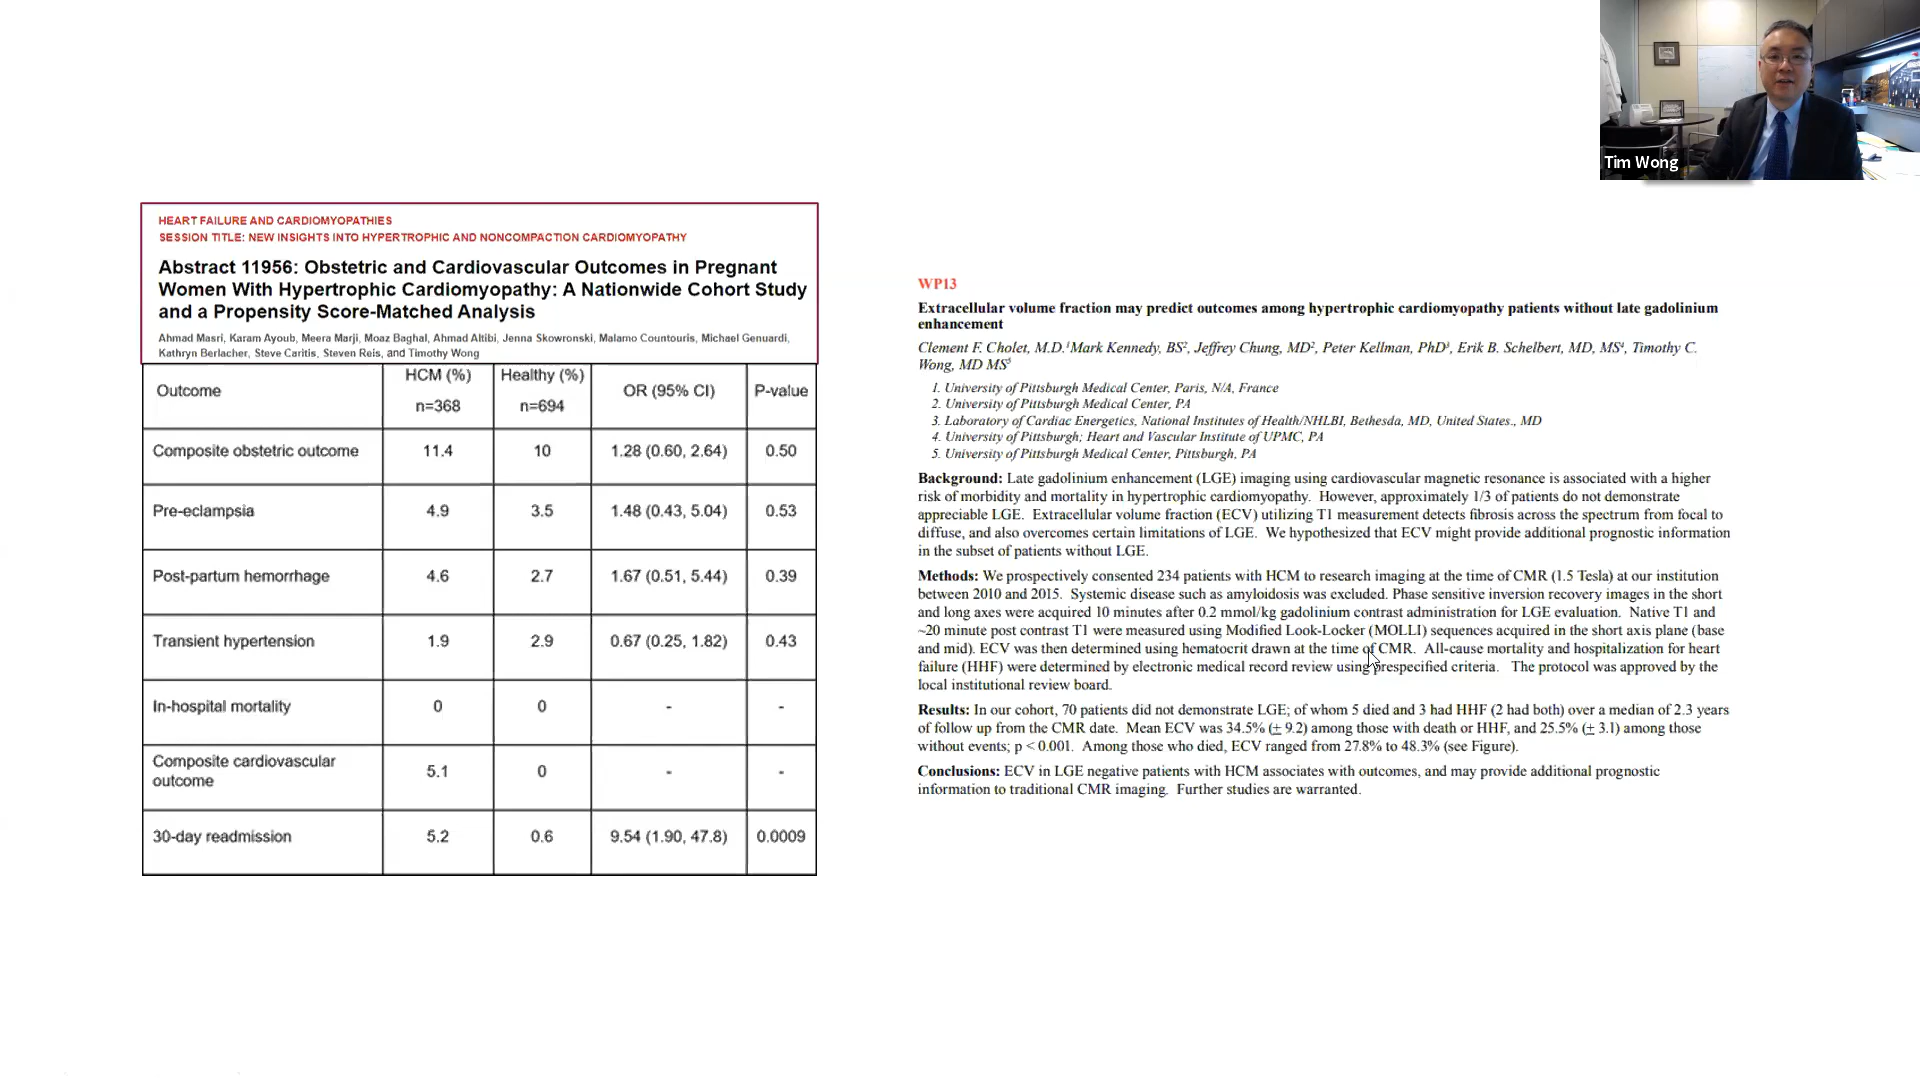 Tim Wong
HEART FAILURE AND CARDIOMYOPATHIES
SESSION TITLE: NEW INSIGHTS INTO HYPERTROPHIC AND NONCOMPACTION CARDIOMYOPATHY
Abstract 11956: Obstetric and Cardiovascular Outcomes in Pregnant
Women With Hypertrophic Cardiomyopathy: A Nationwide Cohort Study
and a Propensity Score-Matched Analysis
Ahmad Masri, Karam Ayoub, Meera Marji, Moaz Baghal, Ahmad Altibi, Jenna Skowronski, Malamo Countouris, Michael Genuardi,
Kathryn Berlacher, Steve Caritis, Steven Reis, and Timothy Wong
Outcome HCM (%) n=368 Healthy (%) n=694 OR (95% CI) P-value
Composite obstetric outcome 11.4 10 1.28 (0.60, 2.64) 0.50
Pre-eclampsia 4.9 3.5 1.48 (0.43, 5.04) 0.53
Post-partum hemorrhage 4.6 2.7 1.67 (0.51, 5.44) 0.39
Transient hypertension 1.9 2.9 0.67 (0.25, 1.82) 0.43
In-hospital mortality 0 0 - -
Composite cardiovascular
outcome 5.1 0 - -
30-day readmission 5.2 0.6 9.54 (1.90, 47.8) 0.0009
WP13
Extracellular volume fraction may predict outcomes among hypertrophic cardiomyopathy patients without late gadolinium
enhancement
Clement F. Cholet, M.D.¹Mark Kennedy, BS², Jeffrey Chung, MD², Peter Kellman, PhD³, Erik B. Schelbert, MD, MS⁴, Timothy C.
Wong, MD MS⁵
1. University of Pittsburgh Medical Center, Paris, N/A, France
2. University of Pittsburgh Medical Center, PA
3. Laboratory of Cardiac Energetics, National Institutes of Health/NHLBI, Bethesda, MD, United States., MD
4. University of Pittsburgh; Heart and Vascular Institute of UPMC, PA
5. University of Pittsburgh Medical Center, Pittsburgh, PA
Background: Late gadolinium enhancement (LGE) imaging using cardiovascular magnetic resonance is associated with a higher
risk of morbidity and mortality in hypertrophic cardiomyopathy. However, approximately 1/3 of patients do not demonstrate
appreciable LGE. Extracellular volume fraction (ECV) utilizing T1 measurement detects fibrosis across the spectrum from focal to
diffuse, and also overcomes certain limitations of LGE. We hypothesized that ECV might provide additional prognostic information
in the subset of patients without LGE.
Methods: We prospectively consented 234 patients with HCM to research imaging at the time of CMR (1.5 Tesla) at our institution
between 2010 and 2015. Systemic disease such as amyloidosis was excluded. Phase sensitive inversion recovery images in the short
and long axes were acquired 10 minutes after 0.2 mmol/kg gadolinium contrast administration for LGE evaluation. Native T1 and
~20 minute post contrast T1 were measured using Modified Look-Locker (MOLLI) sequences acquired in the short axis plane (base
and mid). ECV was then determined using hematocrit drawn at the time of CMR. All-cause mortality and hospitalization for heart
failure (HHF) were determined by electronic medical record review using prespecified criteria. The protocol was approved by the
local institutional review board.
Results: In our cohort, 70 patients did not demonstrate LGE; of whom 5 died and 3 had HHF (2 had both) over a median of 2.3 years
of follow up from the CMR date. Mean ECV was 34.5% (± 9.2) among those with death or HHF, and 25.5% (± 3.1) among those
without events; p < 0.001. Among those who died, ECV ranged from 27.8% to 48.3% (see Figure).
Conclusions: ECV in LGE negative patients with HCM associates with outcomes, and may provide additional prognostic
information to traditional CMR imaging. Further studies are warranted.